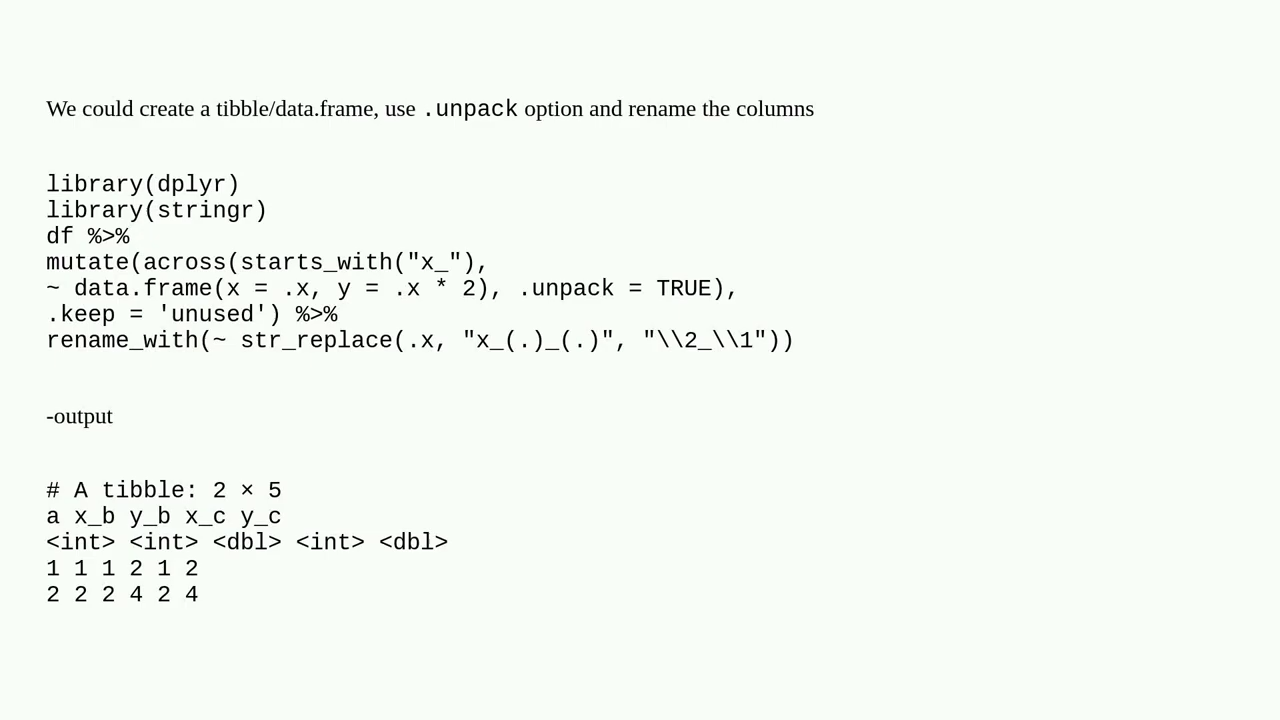 We could create a tibble/data.frame, use .unpack option and rename the columns
library(dplyr)
library(stringr)
df %>%
mutate(across(starts_with("x_"),
~ data.frame(x = .x, y = .x * 2), .unpack = TRUE),
.keep = 'unused') %>%
rename_with(~ str_replace(.x, "x_(.)_(.)", "\\2_\\1"))
-output
# A tibble: 2 × 5
a x_b y_b x_c y_c
<int> <int> <dbl> <int> <dbl>
1 1 1 2 1 2
2 2 2 4 2 4